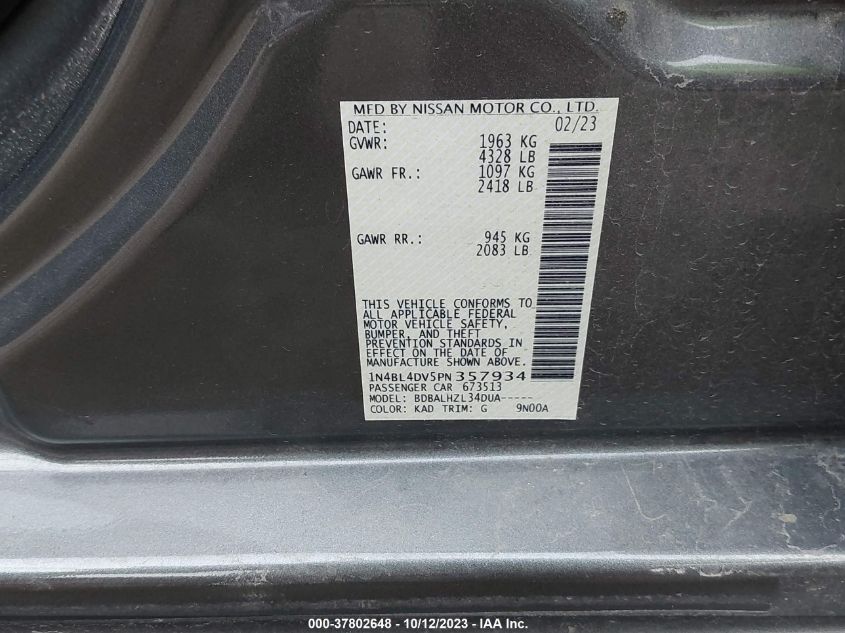 MFD BY NISSAN MOTOR CO., LTD.
DATE: 02/23
GVWR: 1963 KG
4328 LB
GAWR FR.: 1097 KG
2418 LB
GAWR RR.: 945 KG
2083 LB
THIS VEHICLE CONFORMS TO
ALL APPLICABLE FEDERAL
MOTOR VEHICLE SAFETY,
BUMPER, AND THEFT
PREVENTION STANDARDS IN
EFFECT ON THE DATE OF
MANUFACTURE SHOWN ABOVE.
1N4BL4DV5PN357934
PASSENGER CAR 673513
MODEL: BDBALHZL34DUA-----
COLOR: KAD TRIM: G 9N00A
000-37802648 - 10/12/2023 - IAA Inc.